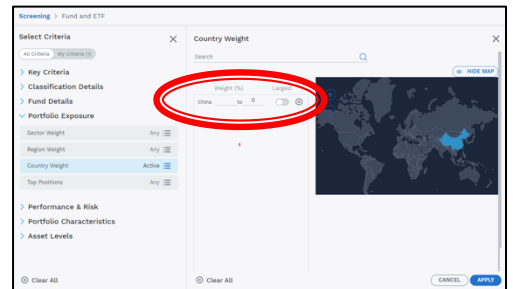 Screening > Fund and ETF
Select Criteria
All Criteria My Criteria (1)
Key Criteria
Classification Details
Fund Details
Portfolio Exposure
Sector Weight Any
Region Weight Any
Country Weight Active
Top Positions Any
Performance & Risk
Portfolio Characteristics
Asset Levels
Clear All
Country Weight
Search
HIDE MAP
Weight (%) Largest
China to 0
Clear All
CANCEL APPLY